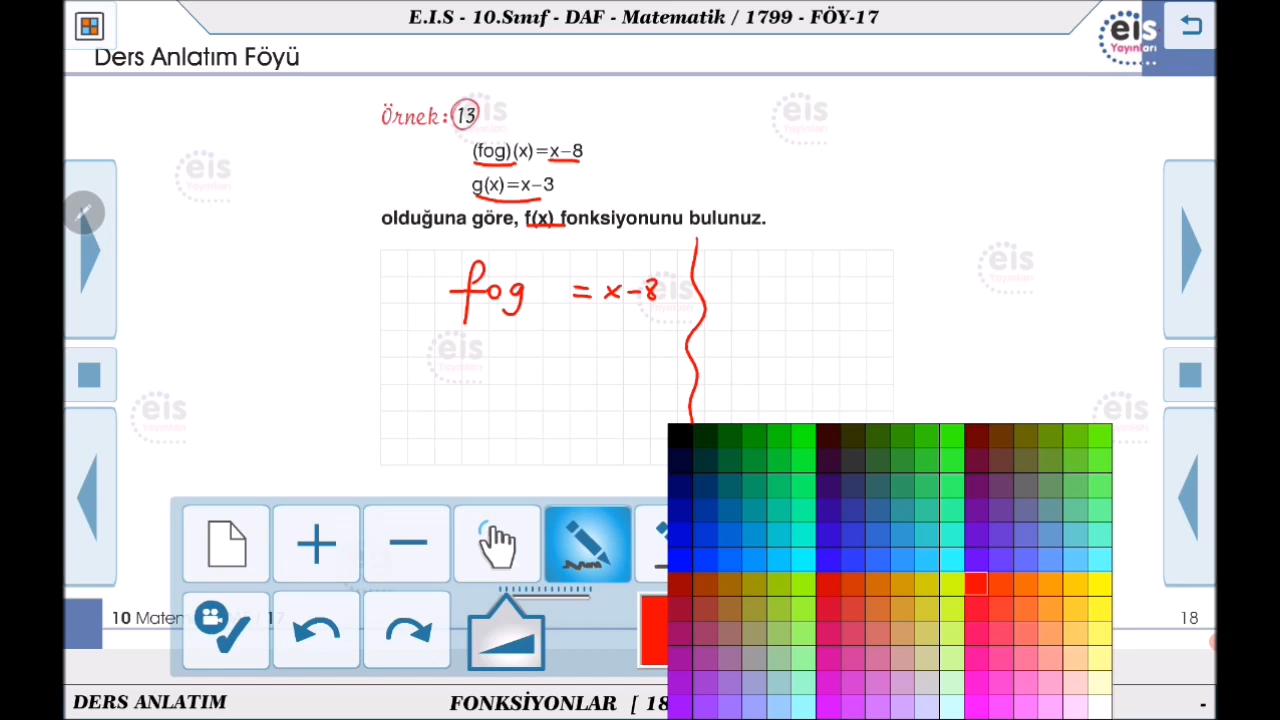 E.I.S - 10.Sınıf - DAF - Matematik / 1799 - FÖY-17
eis
Yayınları
Ders Anlatım Föyü
Örnek: 13
(fog)(x)=x–8
g(x)=x–3
olduğuna göre, f(x) fonksiyonunu bulunuz.
fog = x-8
10 Matem 17
18
DERS ANLATIM
FONKSİYONLAR [ 18
-